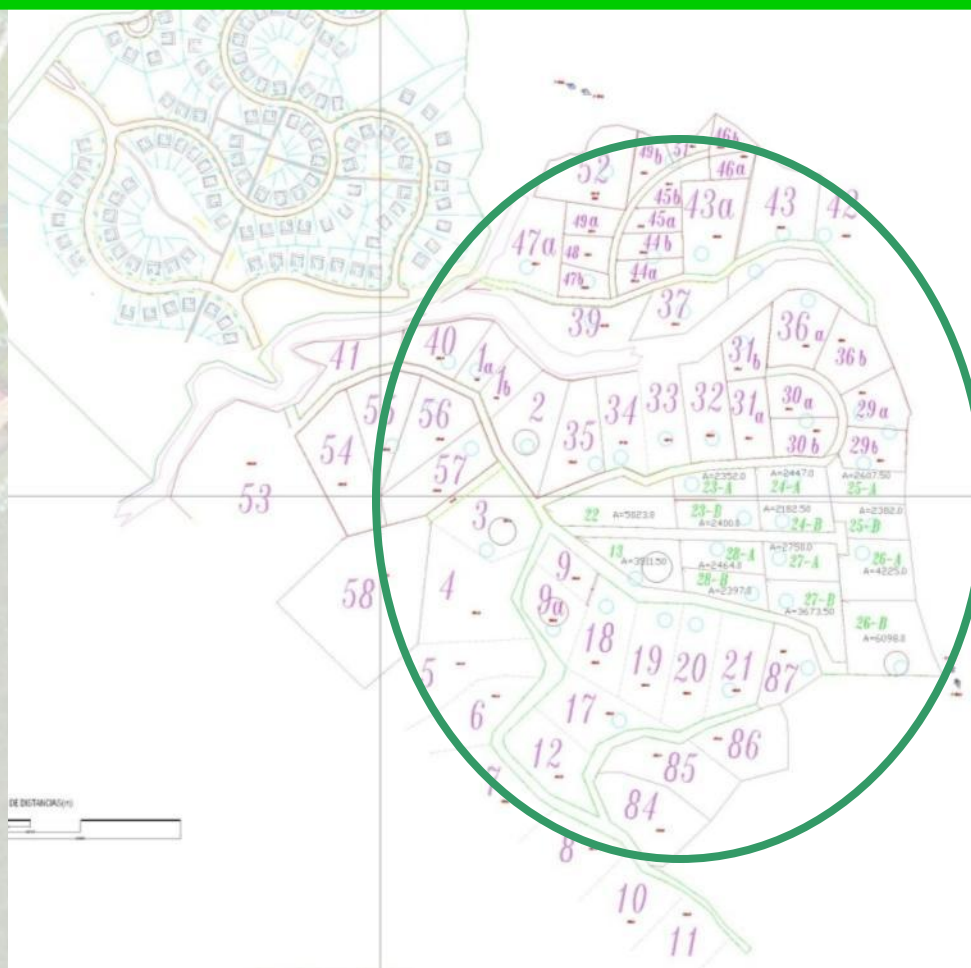 46b
49b 51
52 46a
45b 43a 43 42
49a 45a
47a 48 44b
47b 44a
39 37
41 40 1a 1b 31b 36a 36b
55 56 2 35 34 33 32 31a 30a 29a
54 57 30b 29b
53
A=2352.0 A=2447.0 A=2607.50
23-A 24-A 25-A
3 22 A=5023.0 23-B A=2400.0 A=2182.50 24-B A=2302.0 25-B
13 A=3911.50 28-A A=2464.0 A=2750.0 27-A 26-A A=4225.0
58 4 9 28-B A=2397.0 27-B A=3673.50
9a 26-B A=6098.0
18 19 20 21 87
5
6 17
7 12 85 86
DE DISTANCIAS(m)
84
8
10
11